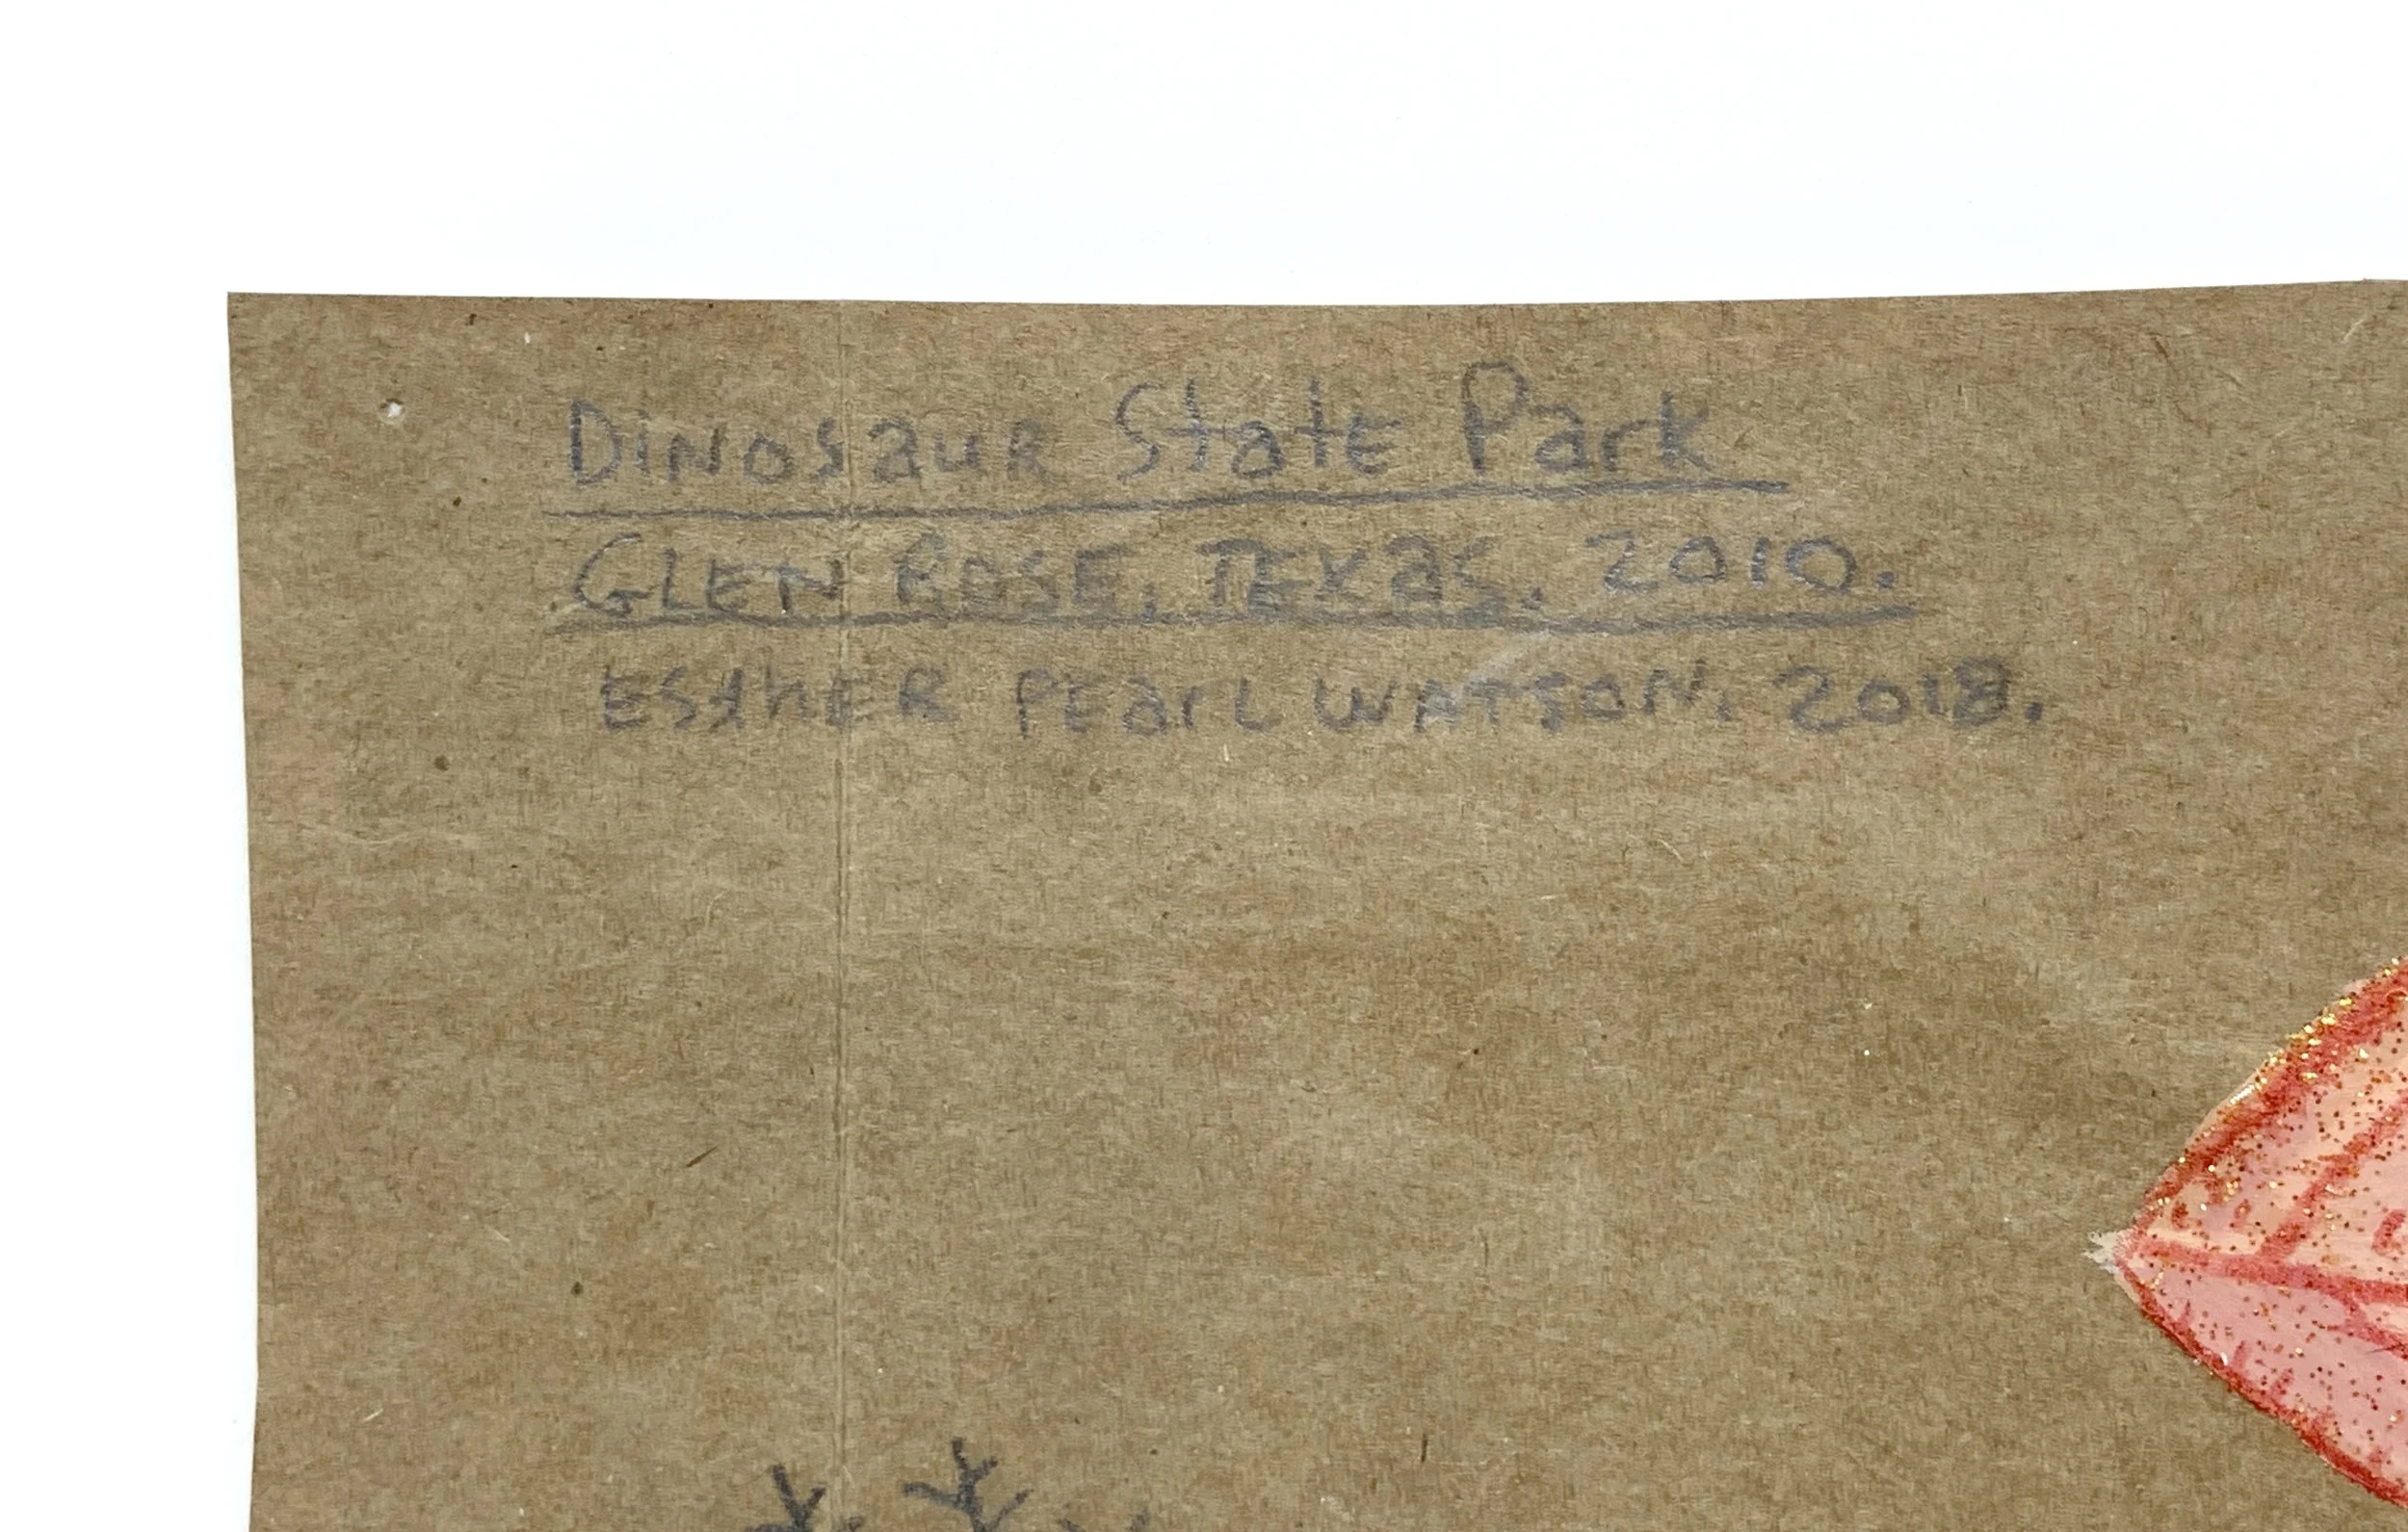 DiNosauR StatE Park
GLEN ROSE, TEXas. 2010.
ESthER PEarL WATSON. 2018.